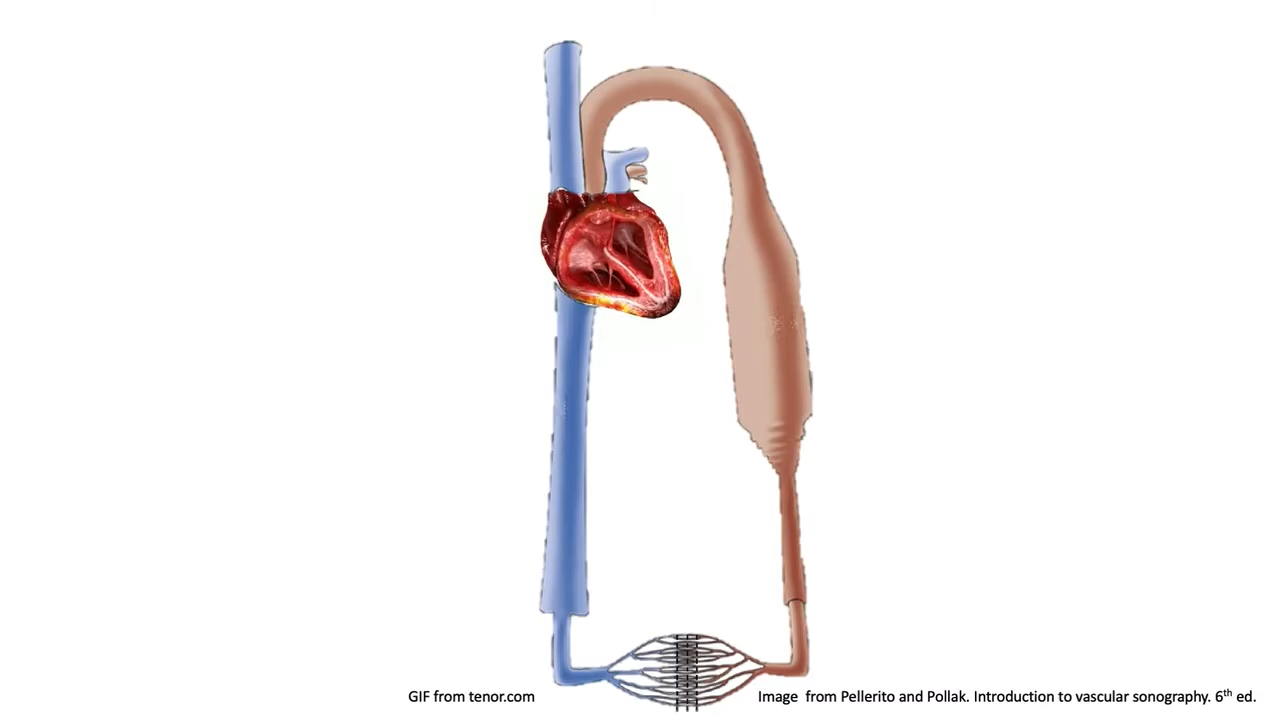 GIF from tenor.com
Image  from Pellerito and Pollak. Introduction to vascular sonography. 6th ed.